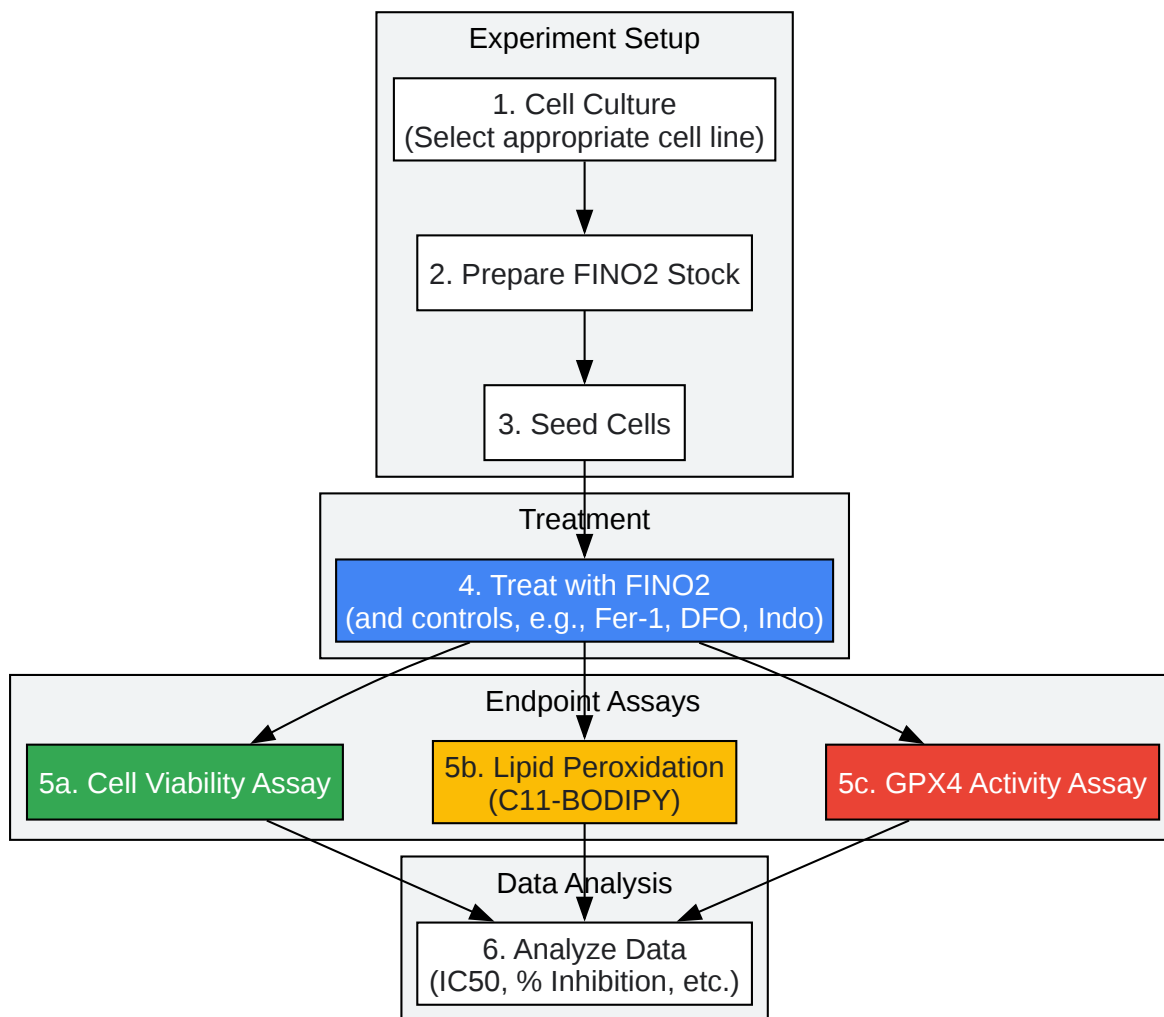 Experiment Setup
1. Cell Culture
(Select appropriate cell line)
2. Prepare FINO2 Stock
3. Seed Cells
Treatment
4. Treat with FINO2
(and controls, e.g., Fer-1, DFO, Indo)
Endpoint Assays
5a. Cell Viability Assay
5b. Lipid Peroxidation
(C11-BODIPY)
5c. GPX4 Activity Assay
Data Analysis
6. Analyze Data
(IC50, % Inhibition, etc.)